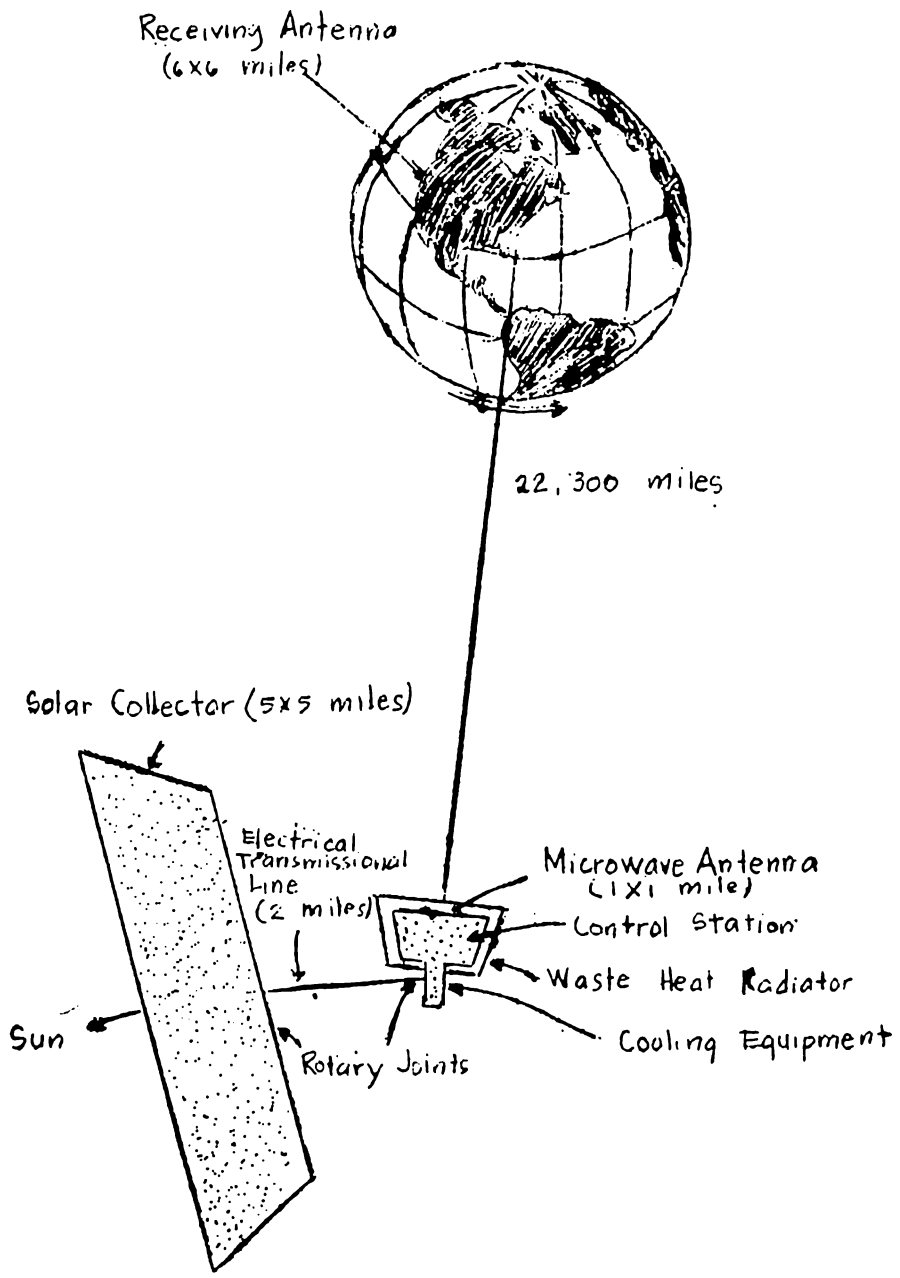 Receiving Antenna
(6x6 miles)
22,300 miles
Solar Collector (5x5 miles)
Electrical
Transmissional
Line
(2 miles)
Microwave Antenna
(1x1 mile)
Control Station
Waste Heat Radiator
Sun
Rotary Joints
Cooling Equipment